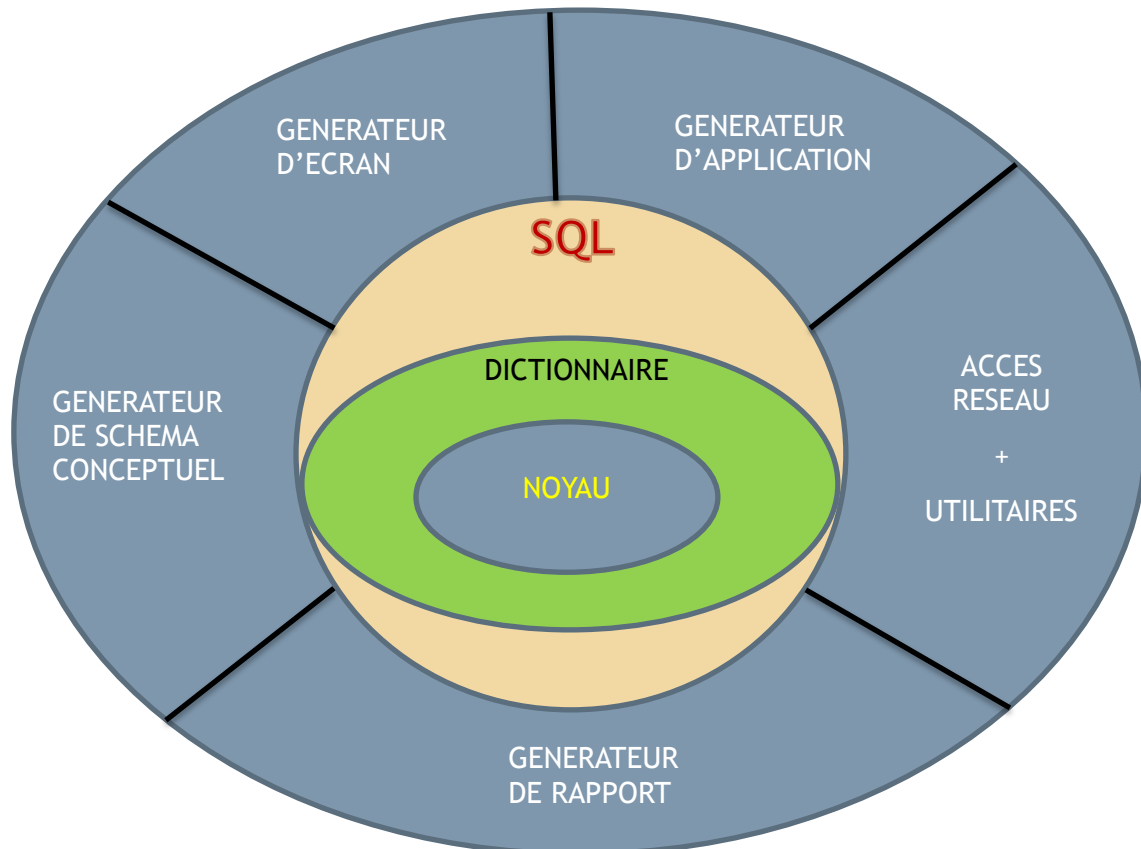 GENERATEUR
D’ECRAN
GENERATEUR
D’APPLICATION
SQL
DICTIONNAIRE
NOYAU
GENERATEUR
DE SCHEMA
CONCEPTUEL
ACCES
RESEAU
+
UTILITAIRES
GENERATEUR
DE RAPPORT